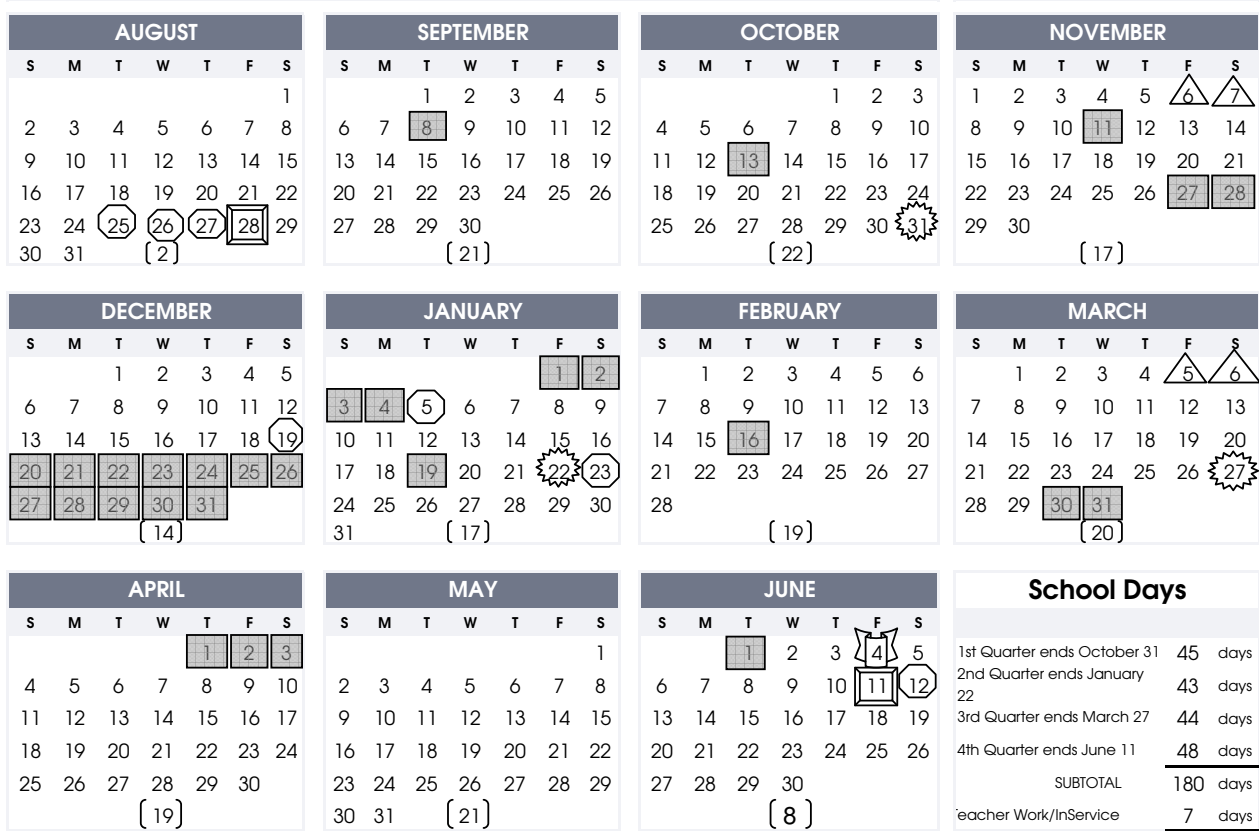 AUGUST
S M T W T F S
1
2 3 4 5 6 7 8
9 10 11 12 13 14 15
16 17 18 19 20 21 22
23 24 25 26 27 28 29
30 31 (2)
SEPTEMBER
S M T W T F S
1 2 3 4 5
6 7 8 9 10 11 12
13 14 15 16 17 18 19
20 21 22 23 24 25 26
27 28 29 30
(21)
OCTOBER
S M T W T F S
1 2 3
4 5 6 7 8 9 10
11 12 13 14 15 16 17
18 19 20 21 22 23 24
25 26 27 28 29 30 31
(22)
NOVEMBER
S M T W T F S
1 2 3 4 5 6 7
8 9 10 11 12 13 14
15 16 17 18 19 20 21
22 23 24 25 26 27 28
29 30
(17)
DECEMBER
S M T W T F S
1 2 3 4 5
6 7 8 9 10 11 12
13 14 15 16 17 18 19
20 21 22 23 24 25 26
27 28 29 30 31
(14)
JANUARY
S M T W T F S
1 2
3 4 5 6 7 8 9
10 11 12 13 14 15 16
17 18 19 20 21 22 23
24 25 26 27 28 29 30
31 (17)
FEBRUARY
S M T W T F S
1 2 3 4 5 6
7 8 9 10 11 12 13
14 15 16 17 18 19 20
21 22 23 24 25 26 27
28
(19)
MARCH
S M T W T F S
1 2 3 4 5 6
7 8 9 10 11 12 13
14 15 16 17 18 19 20
21 22 23 24 25 26 27
28 29 30 31
(20)
APRIL
S M T W T F S
1 2 3
4 5 6 7 8 9 10
11 12 13 14 15 16 17
18 19 20 21 22 23 24
25 26 27 28 29 30
(19)
MAY
S M T W T F S
1
2 3 4 5 6 7 8
9 10 11 12 13 14 15
16 17 18 19 20 21 22
23 24 25 26 27 28 29
30 31 (21)
JUNE
S M T W T F S
1 2 3 4 5
6 7 8 9 10 11 12
13 14 15 16 17 18 19
20 21 22 23 24 25 26
27 28 29 30
(8)
School Days
1st Quarter ends October 31 45 days
2nd Quarter ends January
22 43 days
3rd Quarter ends March 27 44 days
4th Quarter ends June 11 48 days
SUBTOTAL 180 days
eacher Work/InService 7 days